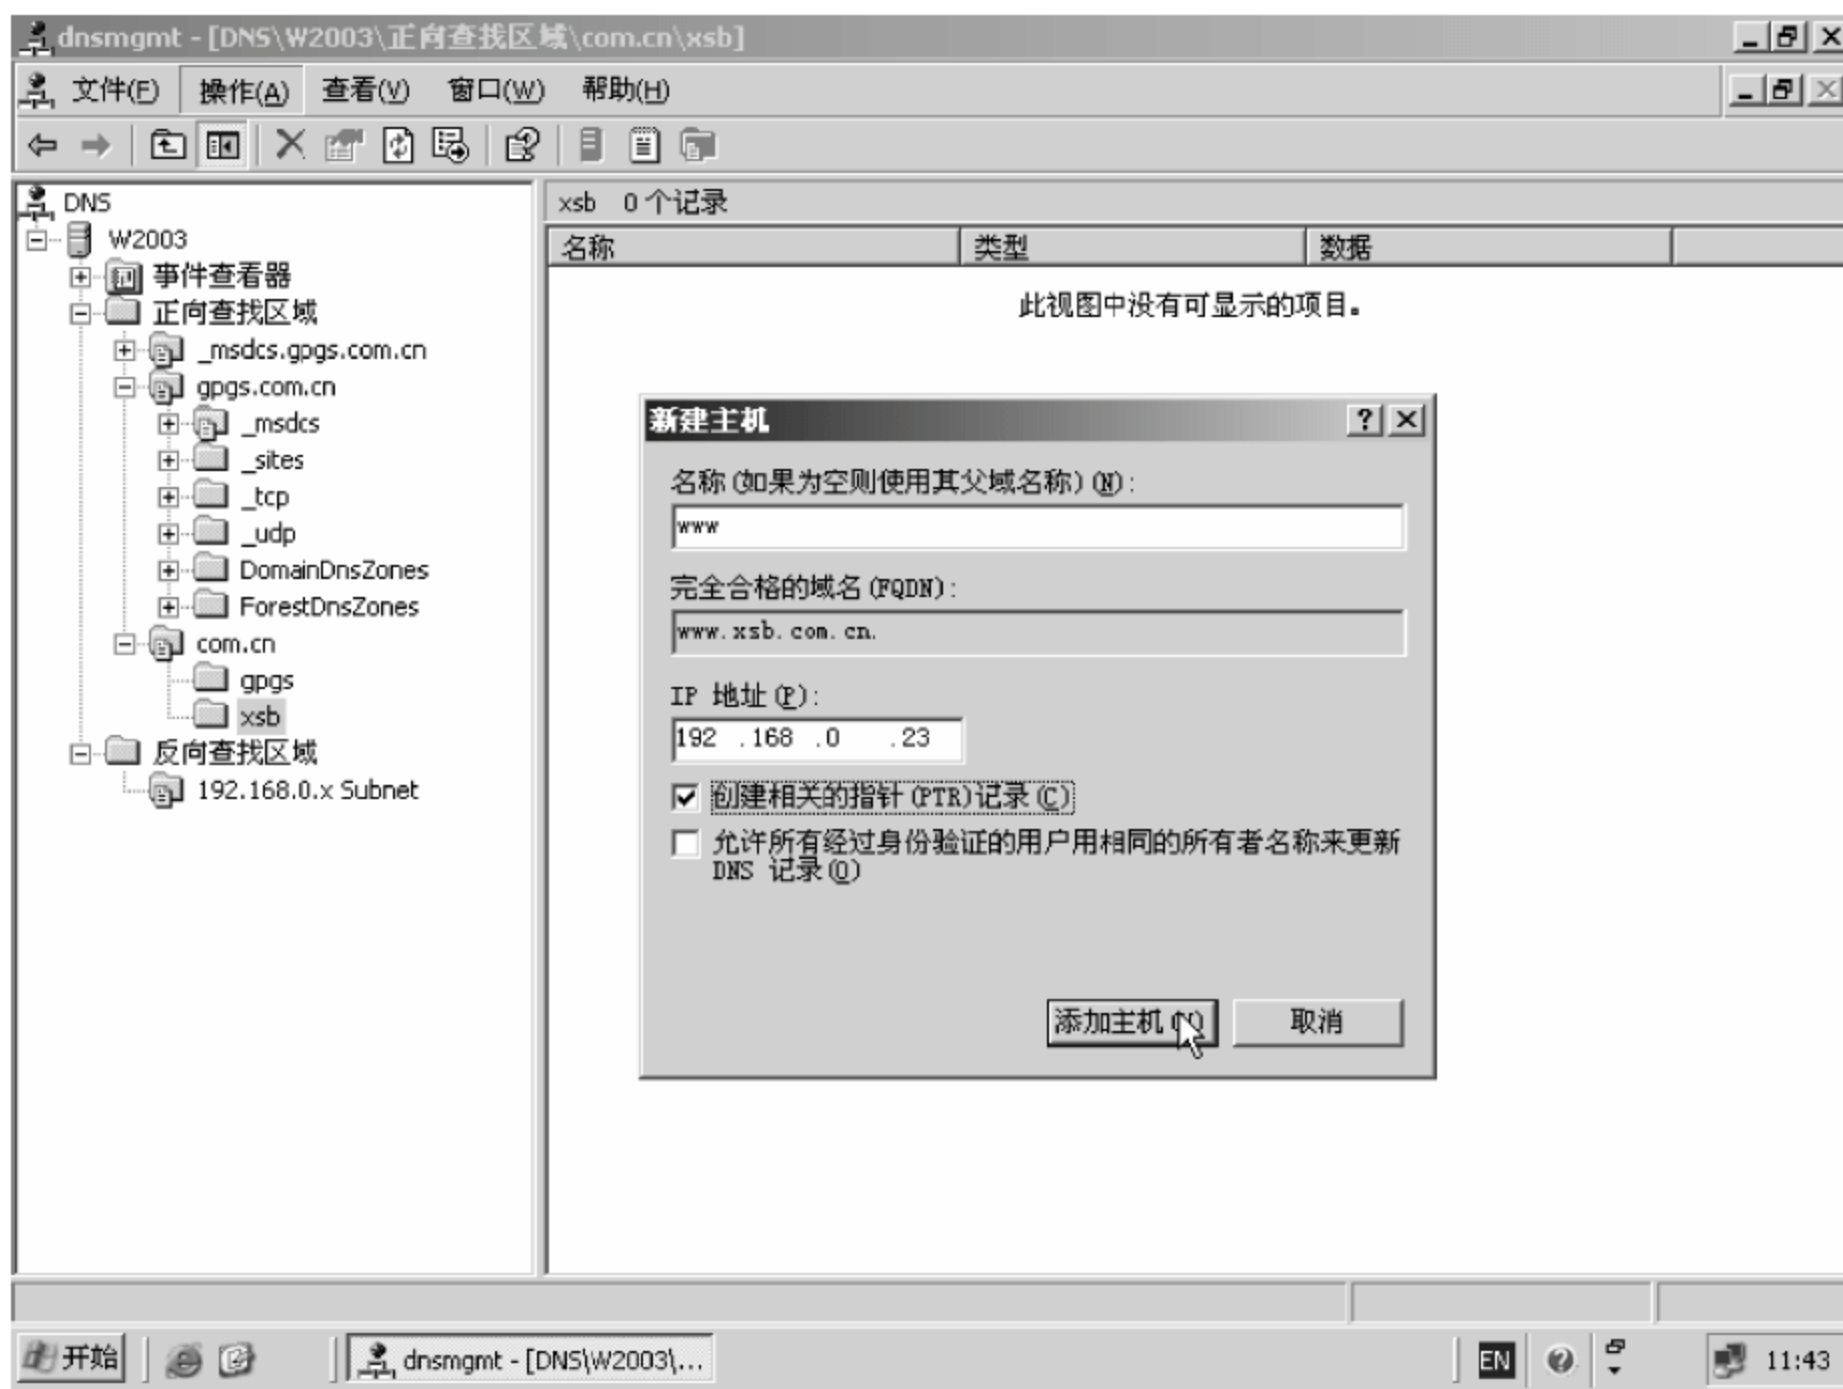 dnsmgmt - [DNS\W2003\正向查找区域\com.cn\xsb]
文件(F) 操作(A) 查看(V) 窗口(W) 帮助(H)
DNS
W2003
事件查看器
正向查找区域
_msdcs.gpgs.com.cn
gpgs.com.cn
_msdcs
_sites
_tcp
_udp
DomainDnsZones
ForestDnsZones
com.cn
gpgs
xsb
反向查找区域
192.168.0.x Subnet
xsb 0 个记录
名称 类型 数据
此视图中没有可显示的项目。
新建主机
名称(如果为空则使用其父域名称)(N):
www
完全合格的域名(FQDN):
www.xsb.com.cn.
IP 地址(P):
192 .168 .0 .23
创建相关的指针(PTR)记录(C)
允许所有经过身份验证的用户用相同的所有者名称来更新
DNS 记录(O)
添加主机 取消
开始 dnsmgmt - [DNS\W2003\... EN 11:43